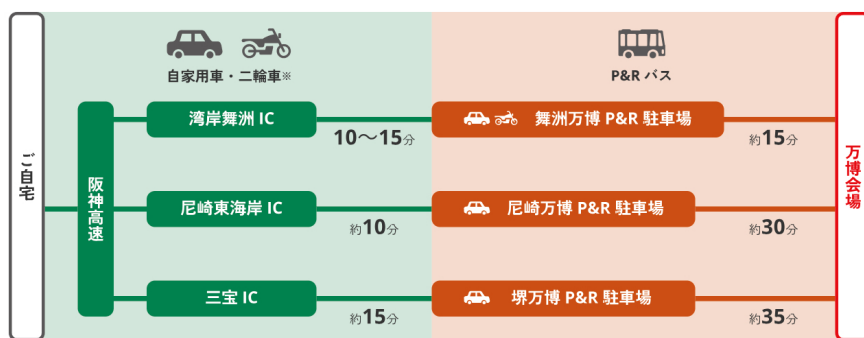 自家用車・二輪車※
P&R バス
ご自宅
阪神高速
湾岸舞洲 IC
10〜15分
舞洲万博 P&R 駐車場
約15分
尼崎東海岸 IC
約10分
尼崎万博 P&R 駐車場
約30分
三宝 IC
約15分
堺万博 P&R 駐車場
約35分
万博会場